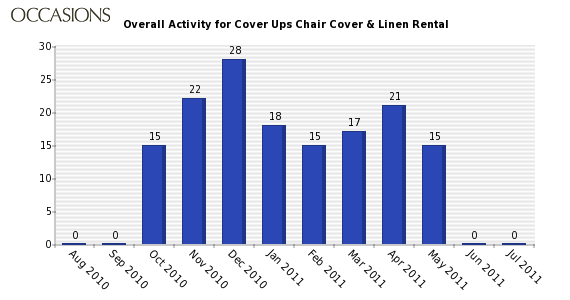 OCCASIONS
Overall Activity for Cover Ups Chair Cover & Linen Rental
30
25
20
15
10
5
0
0
0
15
22
28
18
15
17
21
15
0
0
Aug 2010
Sep 2010
Oct 2010
Nov 2010
Dec 2010
Jan 2011
Feb 2011
Mar 2011
Apr 2011
May 2011
Jun 2011
Jul 2011